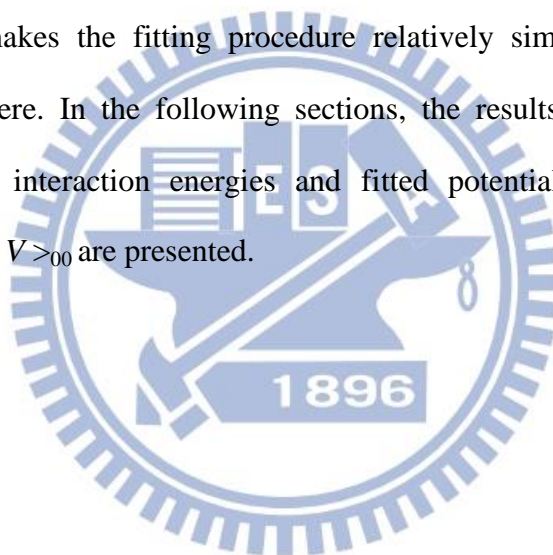 akes the fitting procedure relatively sim
ere. In the following sections, the results
interaction energies and fitted potential
V >00 are presented.
E S A
1896
8